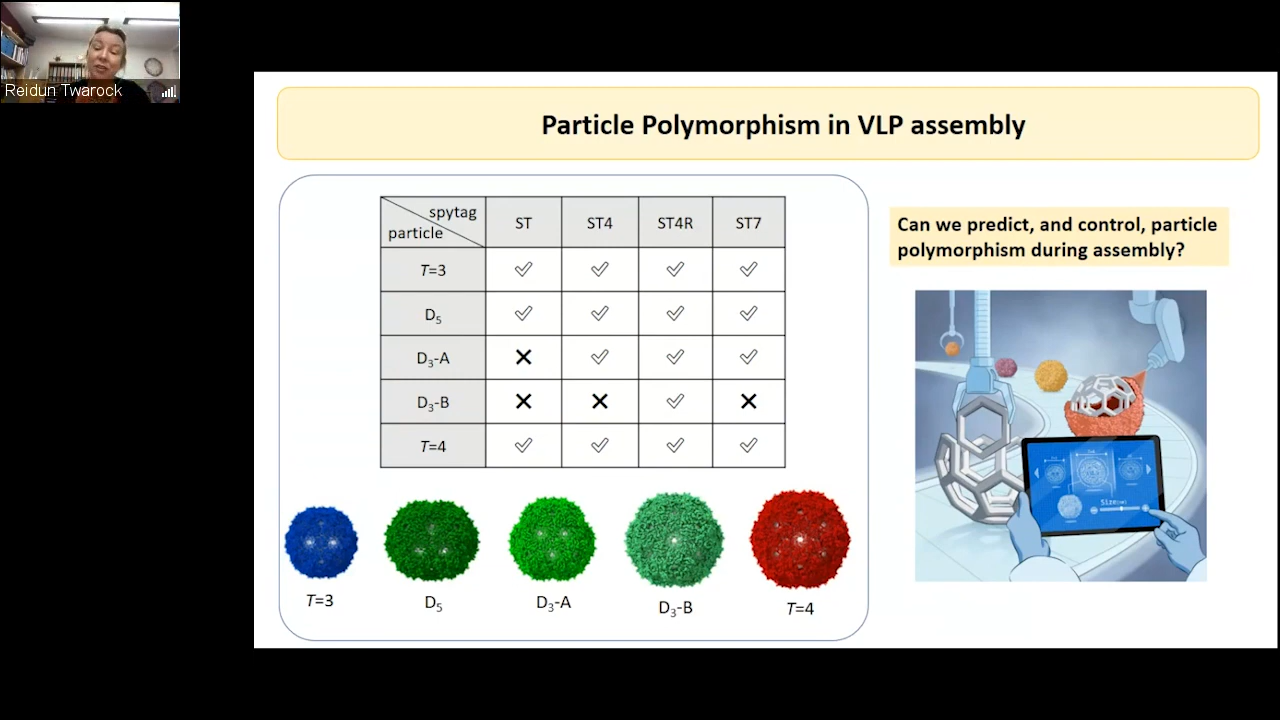 Reidun Twarock
Particle Polymorphism in VLP assembly
spytag
particle
ST
ST4
ST4R
ST7
T=3
✓ ✓ ✓ ✓
D₅
✓ ✓ ✓ ✓
D₃-A
✕ ✓ ✓ ✓
D₃-B
✕ ✕ ✓ ✕
T=4
✓ ✓ ✓ ✓
T=3
D₅
D₃-A
D₃-B
T=4
Can we predict, and control, particle
polymorphism during assembly?
Size